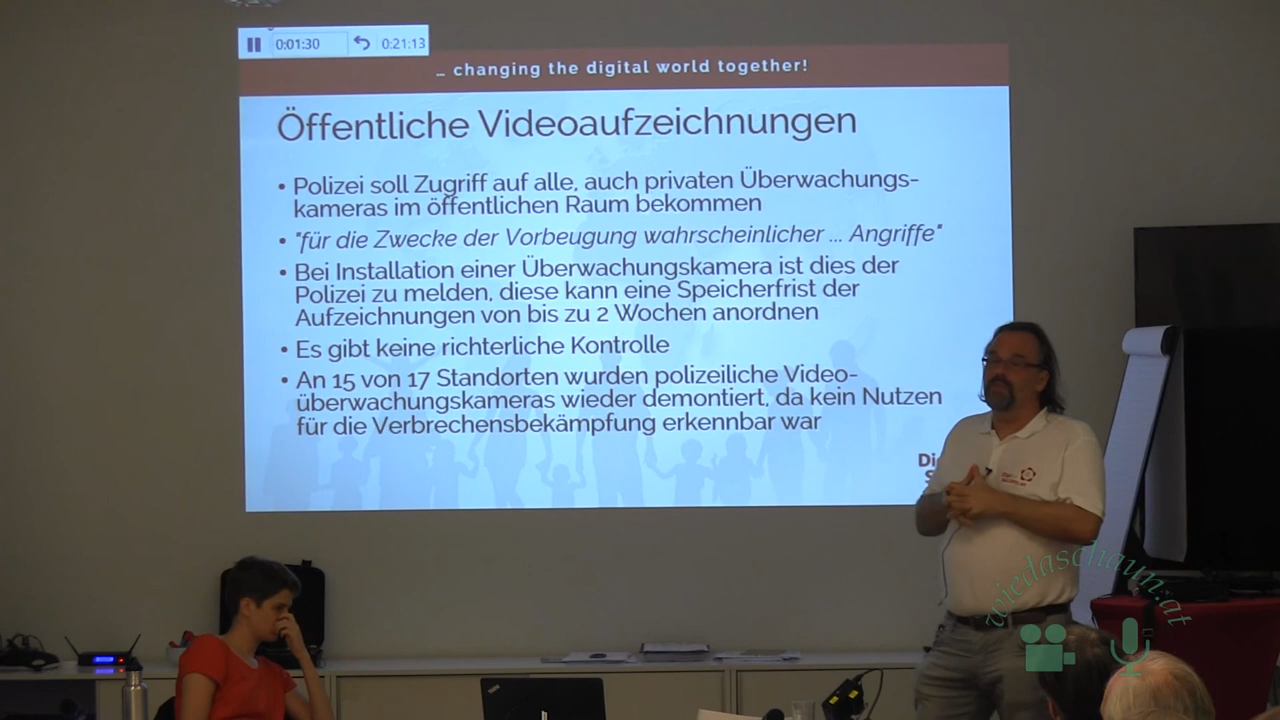 0:01:30
0:21:13
… changing the digital world together!
Öffentliche Videoaufzeichnungen
• Polizei soll Zugriff auf alle, auch privaten Überwachungs-
kameras im öffentlichen Raum bekommen
• "für die Zwecke der Vorbeugung wahrscheinlicher ... Angriffe"
• Bei Installation einer Überwachungskamera ist dies der
Polizei zu melden, diese kann eine Speicherfrist der
Aufzeichnungen von bis zu 2 Wochen anordnen
• Es gibt keine richterliche Kontrolle
• An 15 von 17 Standorten wurden polizeiliche Video-
überwachungskameras wieder demontiert, da kein Nutzen
für die Verbrechensbekämpfung erkennbar war
wiedaschaun.at